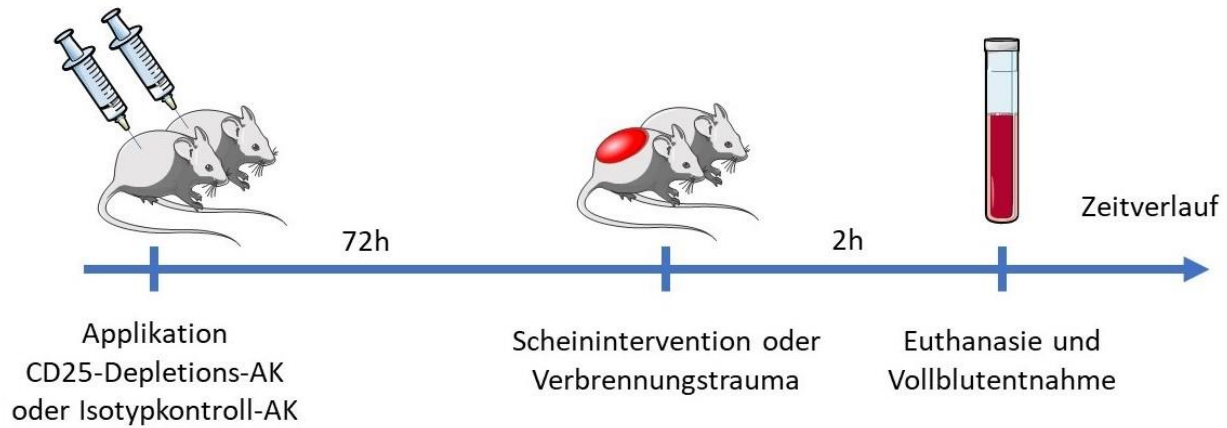 Zeitverlauf
72h
2h
Applikation
CD25-Depletions-AK
oder Isotypkontroll-AK
Scheinintervention oder
Verbrennungstrauma
Euthanasie und
Vollblutentnahme